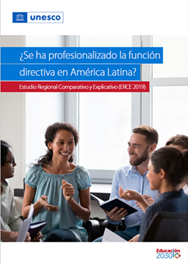 unesco
¿Se ha profesionalizado la función
directiva en América Latina?
Estudio Regional Comparativo y Explicativo (ERCE 2019)
Educación
2030